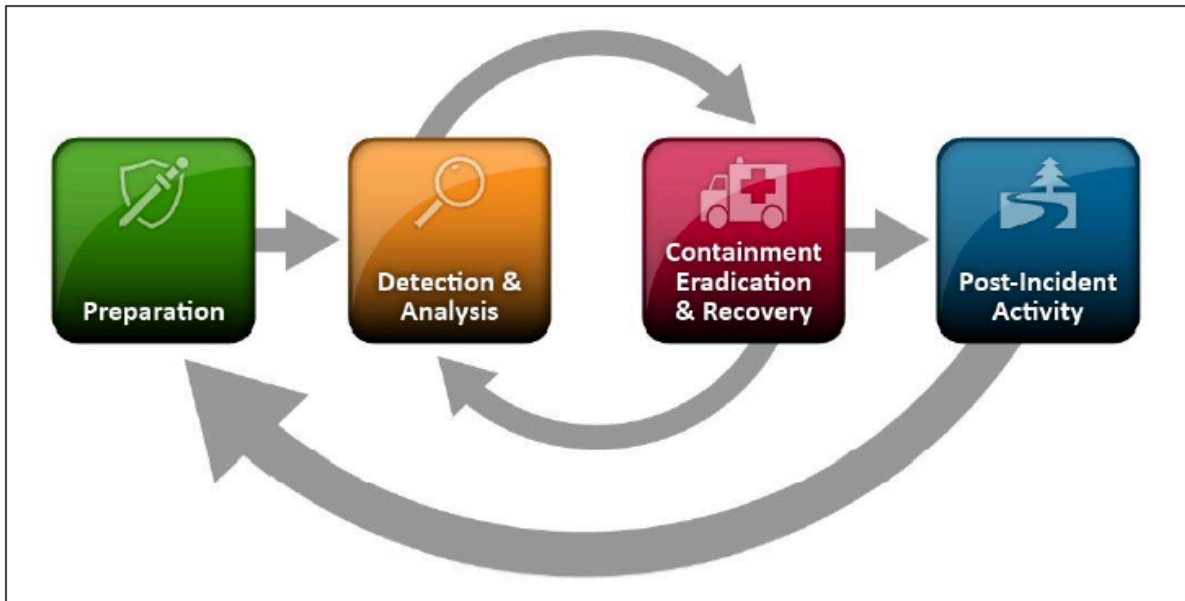 Preparation
Detection &
Analysis
Containment
Eradication
& Recovery
Post-Incident
Activity